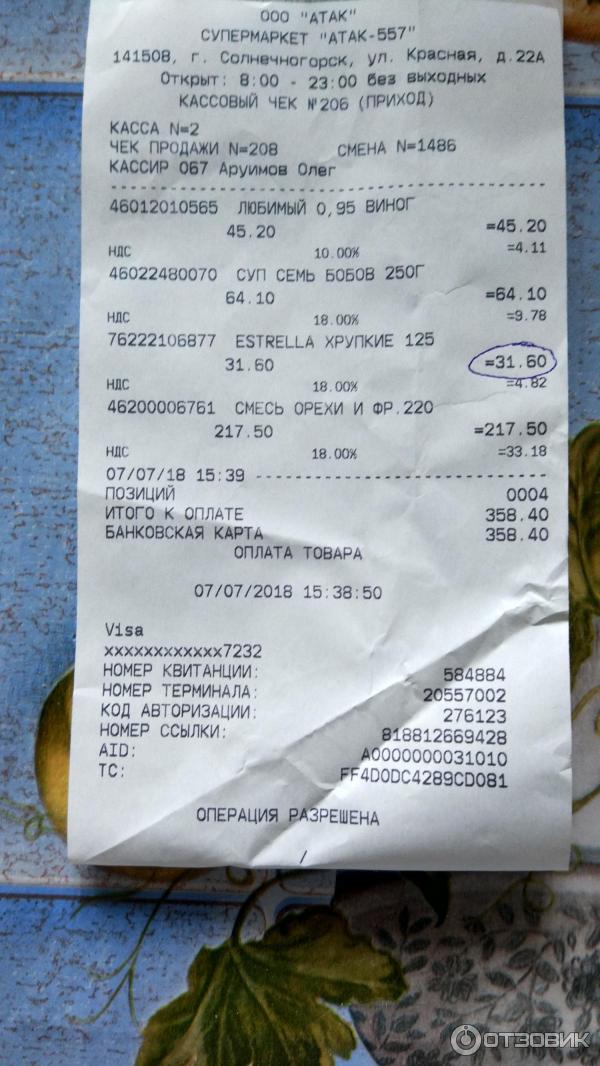 ООО "АТАК"
СУПЕРМАРКЕТ "АТАК-557"
141508, г. Солнечногорск, ул. Красная, д.22А
Открыт: 8:00 - 23:00 без выходных
КАССОВЫЙ ЧЕК №206 (ПРИХОД)
КАССА N=2
ЧЕК ПРОДАЖИ N=208 СМЕНА N=1486
КАССИР 067 Аруимов Олег
46012010565 ЛЮБИМЫЙ 0,95 ВИНОГ
45.20 =45.20
НДС 10.00% =4.11
46022480070 СУП СЕМЬ БОБОВ 250Г
64.10 =64.10
НДС 18.00% =9.78
76222106877 ESTRELLA ХРУПКИЕ 125
31.60 =31.60
НДС 18.00% =4.82
46200006761 СМЕСЬ ОРЕХИ И ФР.220
217.50 =217.50
НДС 18.00% =33.18
07/07/18 15:39 --------------------
ПОЗИЦИЙ 0004
ИТОГО К ОПЛАТЕ 358.40
БАНКОВСКАЯ КАРТА 358.40
ОПЛАТА ТОВАРА
07/07/2018 15:38:50
Visa
xxxxxxxxxxxx7232
НОМЕР КВИТАНЦИИ: 584884
НОМЕР ТЕРМИНАЛА: 20557002
КОД АВТОРИЗАЦИИ: 276123
НОМЕР ССЫЛКИ: 818812669428
AID: A0000000031010
TC: FF4D0DC4289CD081
ОПЕРАЦИЯ РАЗРЕШЕНА
/
ОТЗОВИК